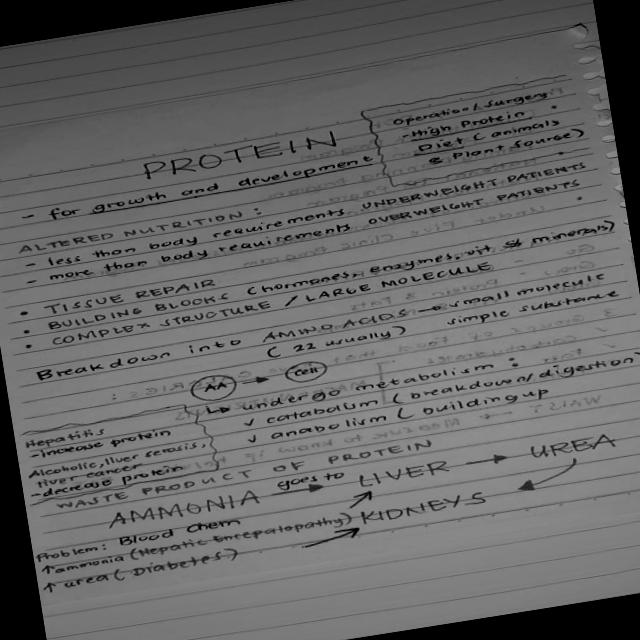 PROTEIN
Operation/Surgery
High Protein
Diet (animals
& Plant Source)
- for growth and development
ALTERED NUTRITION:
- less than body requirements UNDERWEIGHT PATIENTS
- more than body requirements OVERWEIGHT PATIENTS
• TISSUE REPAIR
• BUILDING BLOCKS (hormones, enzymes, vit & minerals)
• COMPLEX STRUCTURE / LARGE MOLECULE
Breakdown into AMINO ACIDS → small molecule
(22 usually) simple substance
AA → Cell
↳ undergo metabolism:
✓ catabolism (breakdown/digestion)
✓ anabolism (building up
Hepatitis
- increase protein
Alcoholic, liver cirrosis,
liver cancer
- decrease protein
WASTE PRODUCT OF PROTEIN
AMMONIA goes to → LIVER → UREA
KIDNEYS
Problem: Blood Chem
↑ ammonia (Hepatic Encepalopathy)
↑ urea (Diabetes)